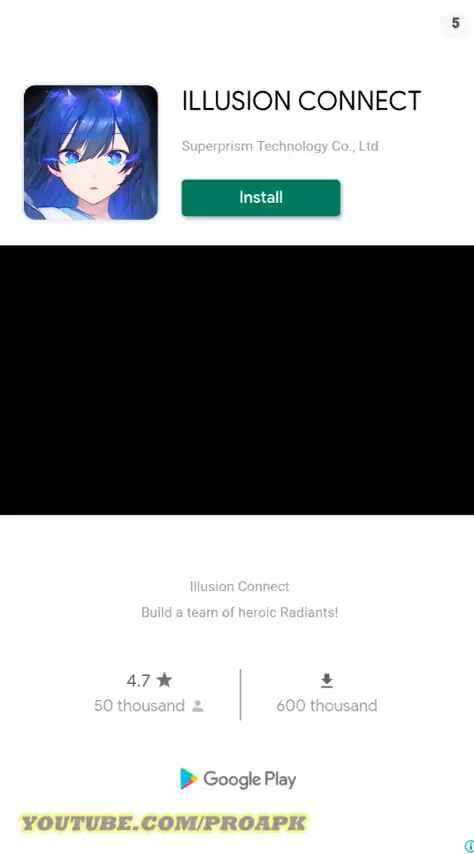 5
ILLUSION CONNECT
Superprism Technology Co., Ltd
Install
Illusion Connect
Build a team of heroic Radiants!
4.7
50 thousand
600 thousand
Google Play
YOUTUBE.COM/PROAPK